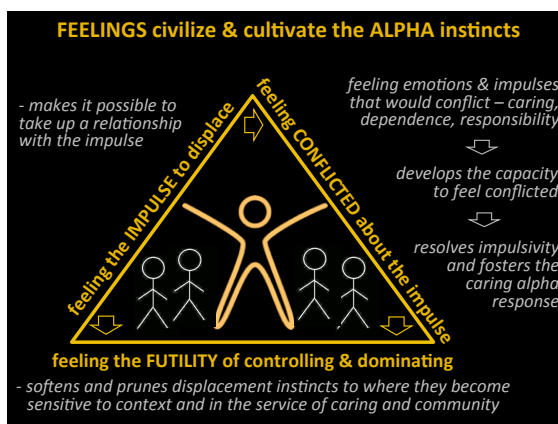 FEELINGS civilize & cultivate the ALPHA instincts
- makes it possible to
take up a relationship
with the impulse
feeling the IMPULSE to displace
feeling CONFLICTED about the impulse
feeling emotions & impulses
that would conflict – caring,
dependence, responsibility
develops the capacity
to feel conflicted
resolves impulsivity
and fosters the
caring alpha
response
feeling the FUTILITY of controlling & dominating
- softens and prunes displacement instincts to where they become
sensitive to context and in the service of caring and community